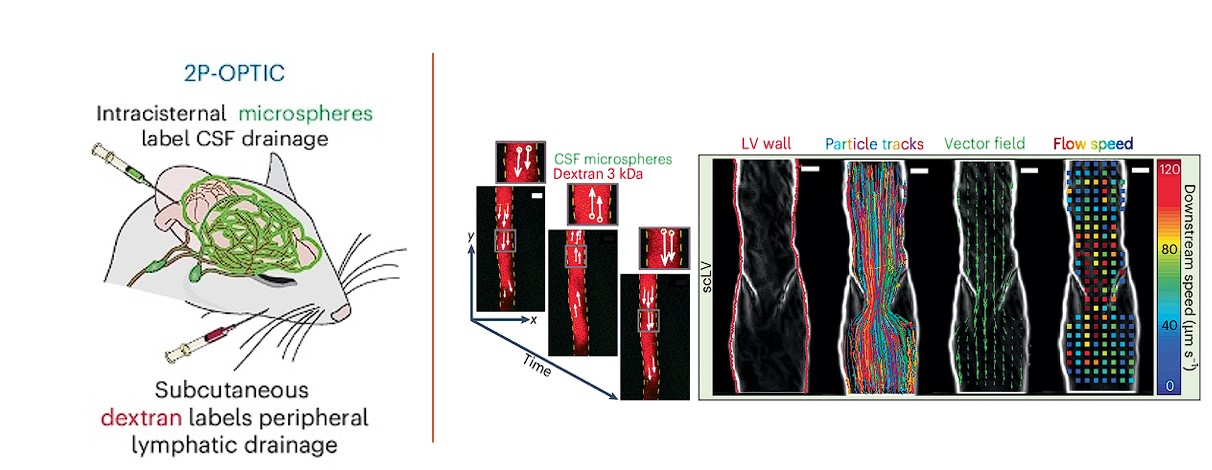 2P-OPTIC
Intracisternal microspheres
label CSF drainage
Subcutaneous
dextran labels peripheral
lymphatic drainage
CSF microspheres
Dextran 3 kDa
y
x
Time
LV wall
Particle tracks
Vector field
Flow speed
scLV
120
80
40
0
Downstream speed (µm s⁻¹)